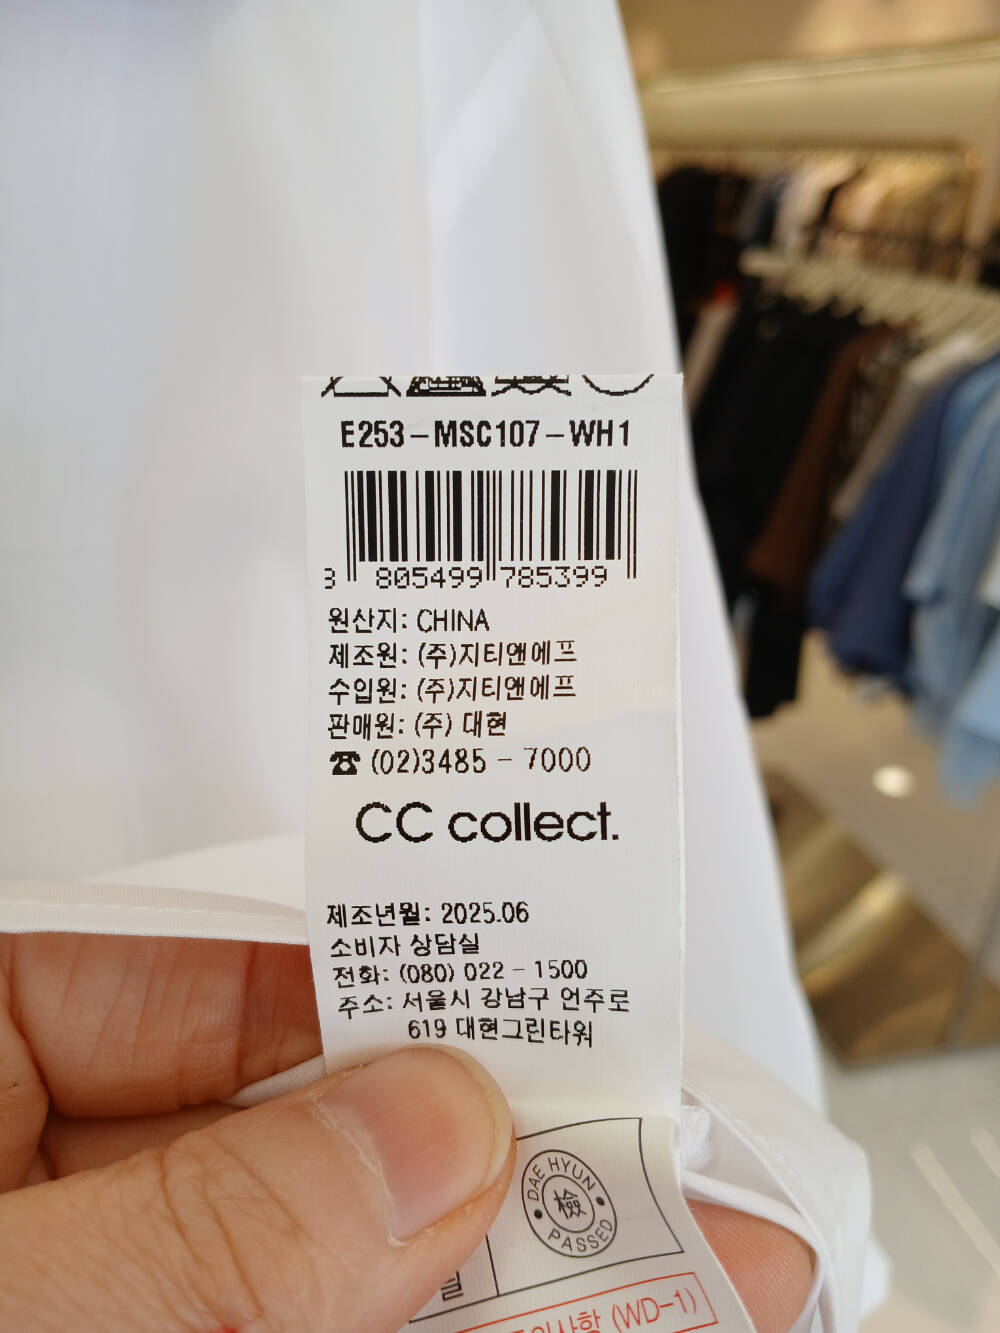 E253-MSC107-WH1
8 805499 785399
원산지: CHINA
제조원: (주)지티앤에프
수입원: (주)지티앤에프
판매원: (주) 대현
☎ (02)3485 - 7000
CC collect.
제조년월: 2025.06
소비자 상담실
전화: (080) 022 - 1500
주소: 서울시 강남구 언주로
619 대현그린타워
DAE HYUN
檢
PASSED
(WD-1)